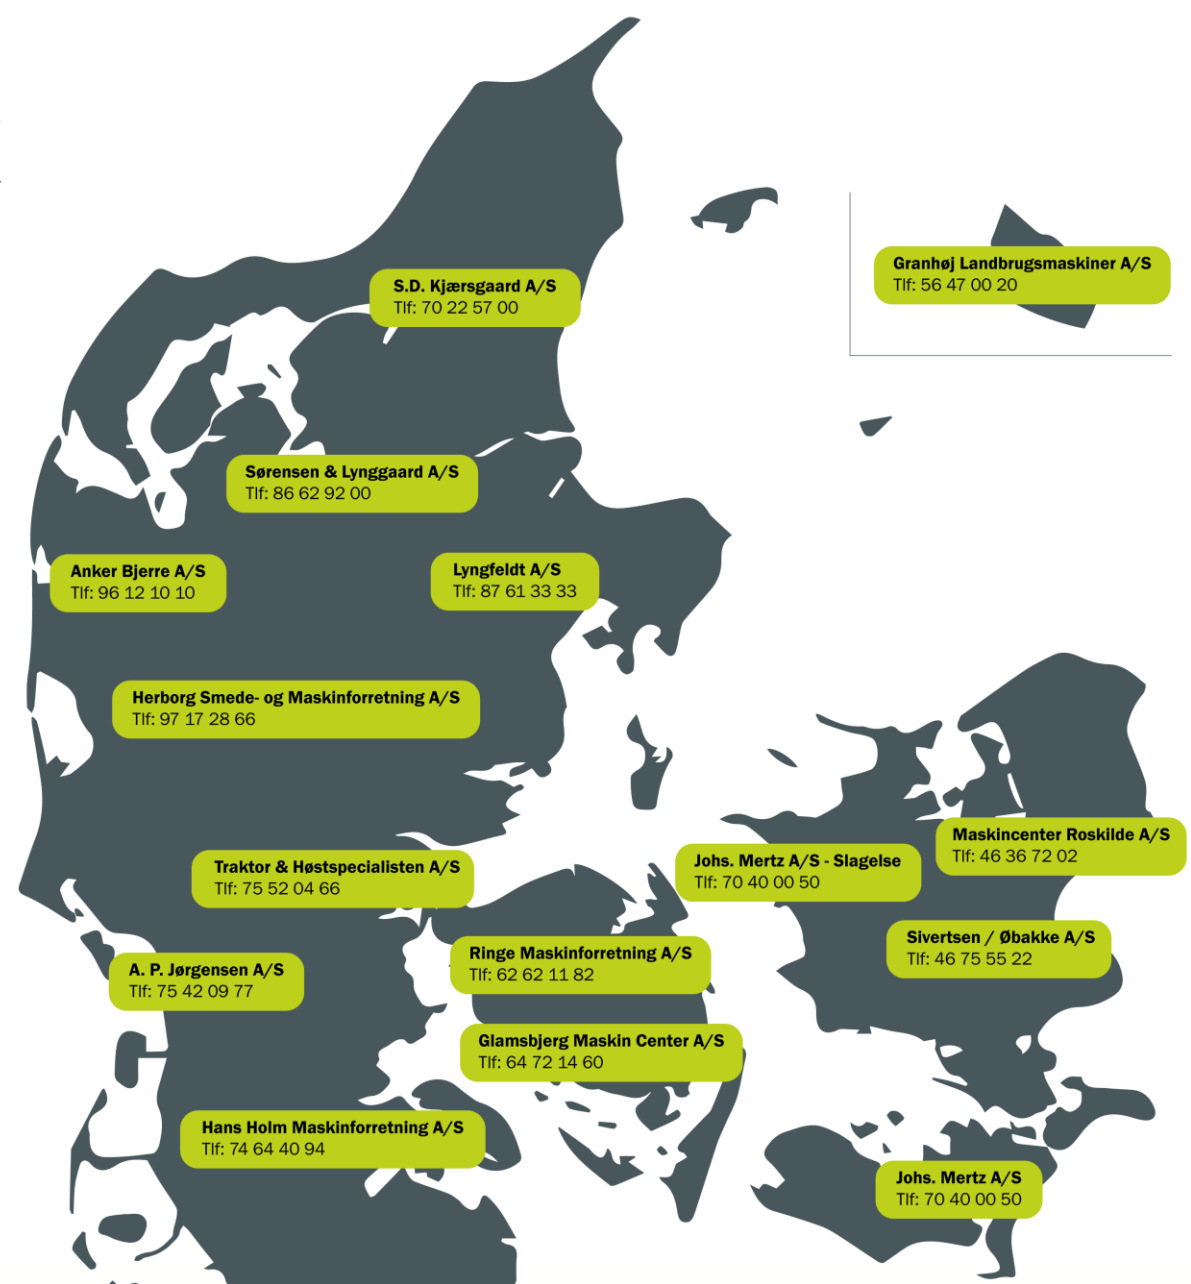 Granhøj Landbrugsmaskiner A/S
Tlf: 56 47 00 20
S.D. Kjærsgaard A/S
Tlf: 70 22 57 00
Sørensen & Lynggaard A/S
Tlf: 86 62 92 00
Anker Bjerre A/S
Tlf: 96 12 10 10
Lyngfeldt A/S
Tlf: 87 61 33 33
Herborg Smede- og Maskinforretning A/S
Tlf: 97 17 28 66
Maskincenter Roskilde A/S
Tlf: 46 36 72 02
Traktor & Høstspecialisten A/S
Tlf: 75 52 04 66
Johs. Mertz A/S - Slagelse
Tlf: 70 40 00 50
Sivertsen / Øbakke A/S
Tlf: 46 75 55 22
Ringe Maskinforretning A/S
Tlf: 62 62 11 82
A. P. Jørgensen A/S
Tlf: 75 42 09 77
Glamsbjerg Maskin Center A/S
Tlf: 64 72 14 60
Hans Holm Maskinforretning A/S
Tlf: 74 64 40 94
Johs. Mertz A/S
Tlf: 70 40 00 50